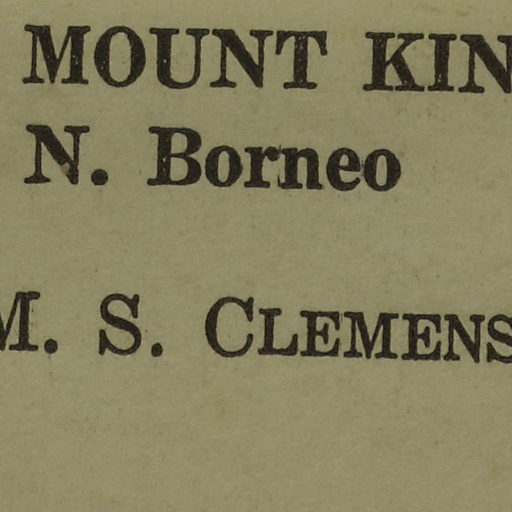 MOUNT KIN
N. Borneo
M. S. CLEMENS